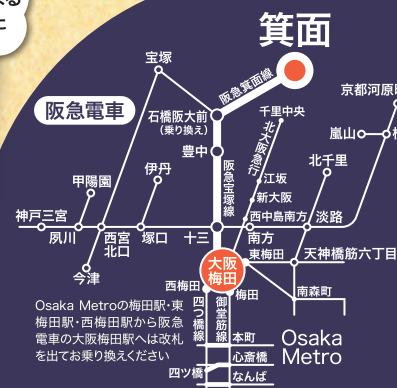 箕面
宝塚
阪急箕面線
京都河原
阪急電車
石橋阪大前
(乗り換え)
千里中央
北大阪急行
嵐山
豊中
伊丹
北千里
江坂
甲陽園
阪急宝塚線
新大阪
神戸三宮
西中島南方
淡路
夙川
西宮
北口
塚口
十三
南方
大阪
梅田
東梅田
天神橋筋六丁目
今津
西梅田
梅田
南森町
Osaka Metroの梅田駅・東
梅田駅・西梅田駅から阪急
電車の大阪梅田駅へは改札
を出てお乗り換えください
四つ橋線
御堂筋線
本町
Osaka
Metro
心斎橋
四ツ橋
なんば